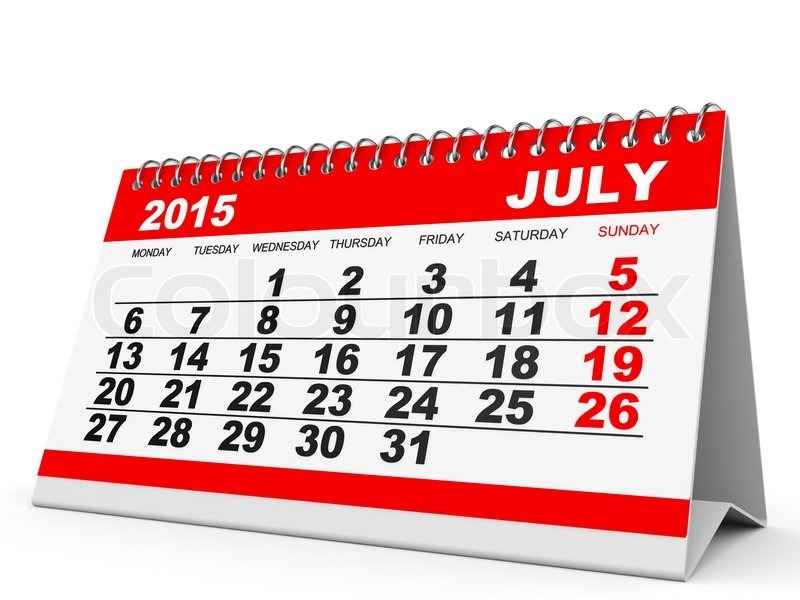 2015 JULY
MONDAY TUESDAY WEDNESDAY THURSDAY FRIDAY SATURDAY SUNDAY
1 2 3 4 5
6 7 8 9 10 11 12
13 14 15 16 17 18 19
20 21 22 23 24 25 26
27 28 29 30 31
Colourbox